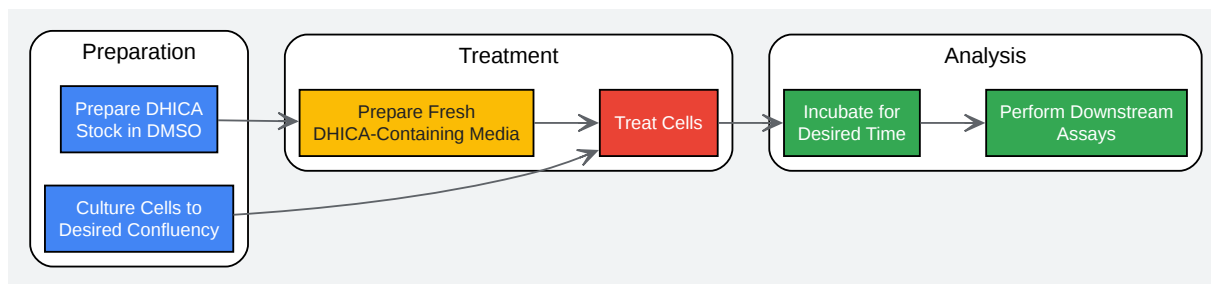 Preparation
Prepare DHICA
Stock in DMSO
Culture Cells to
Desired Confluency
Treatment
Prepare Fresh
DHICA-Containing Media
Treat Cells
Analysis
Incubate for
Desired Time
Perform Downstream
Assays